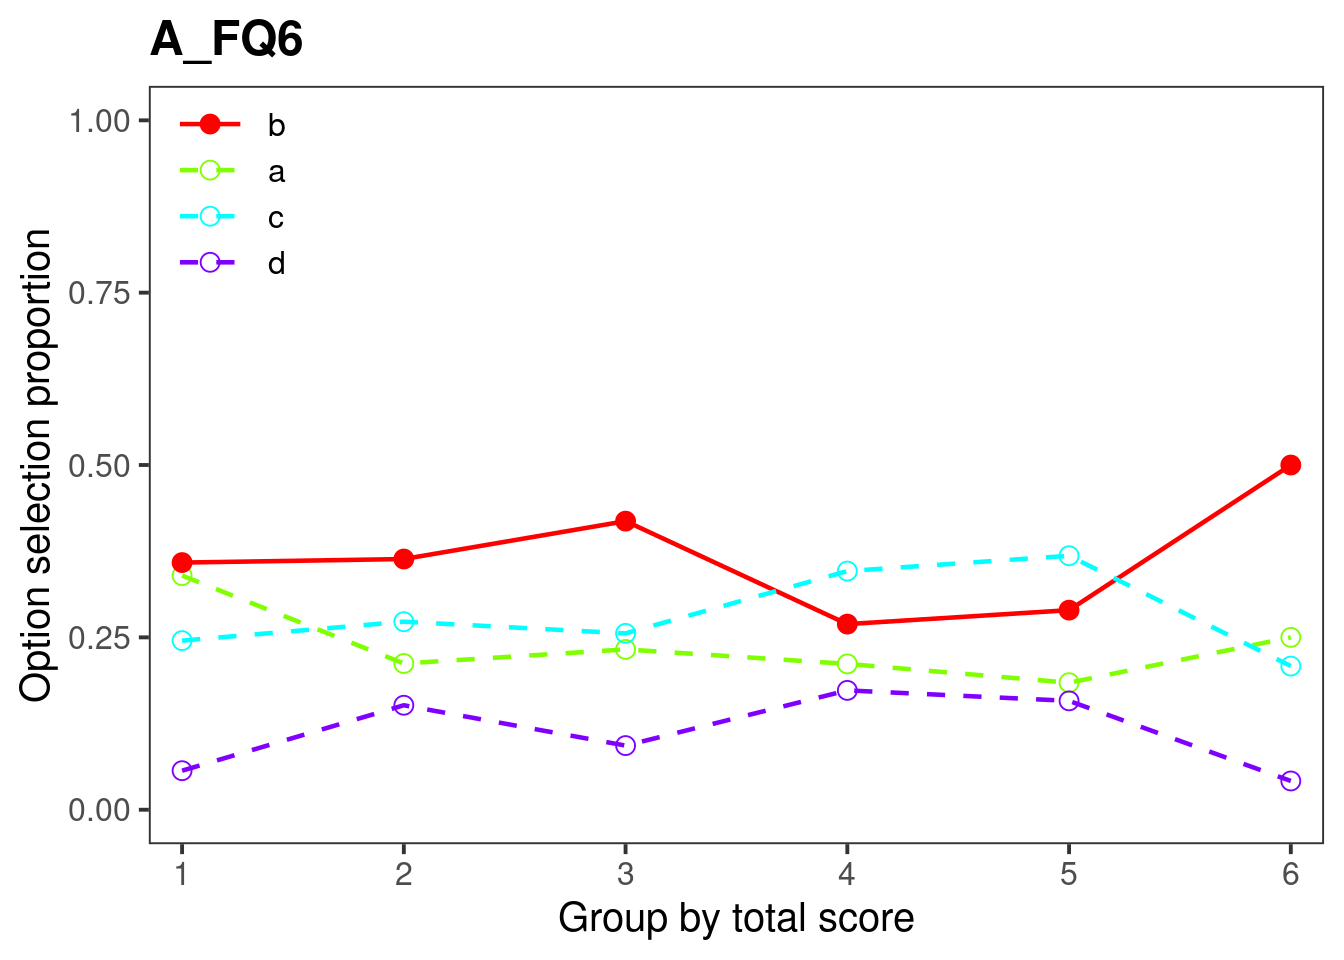 A_FQ6
b
a
c
d
1.00
0.75
0.50
0.25
0.00
Option selection proportion
1 2 3 4 5 6
Group by total score